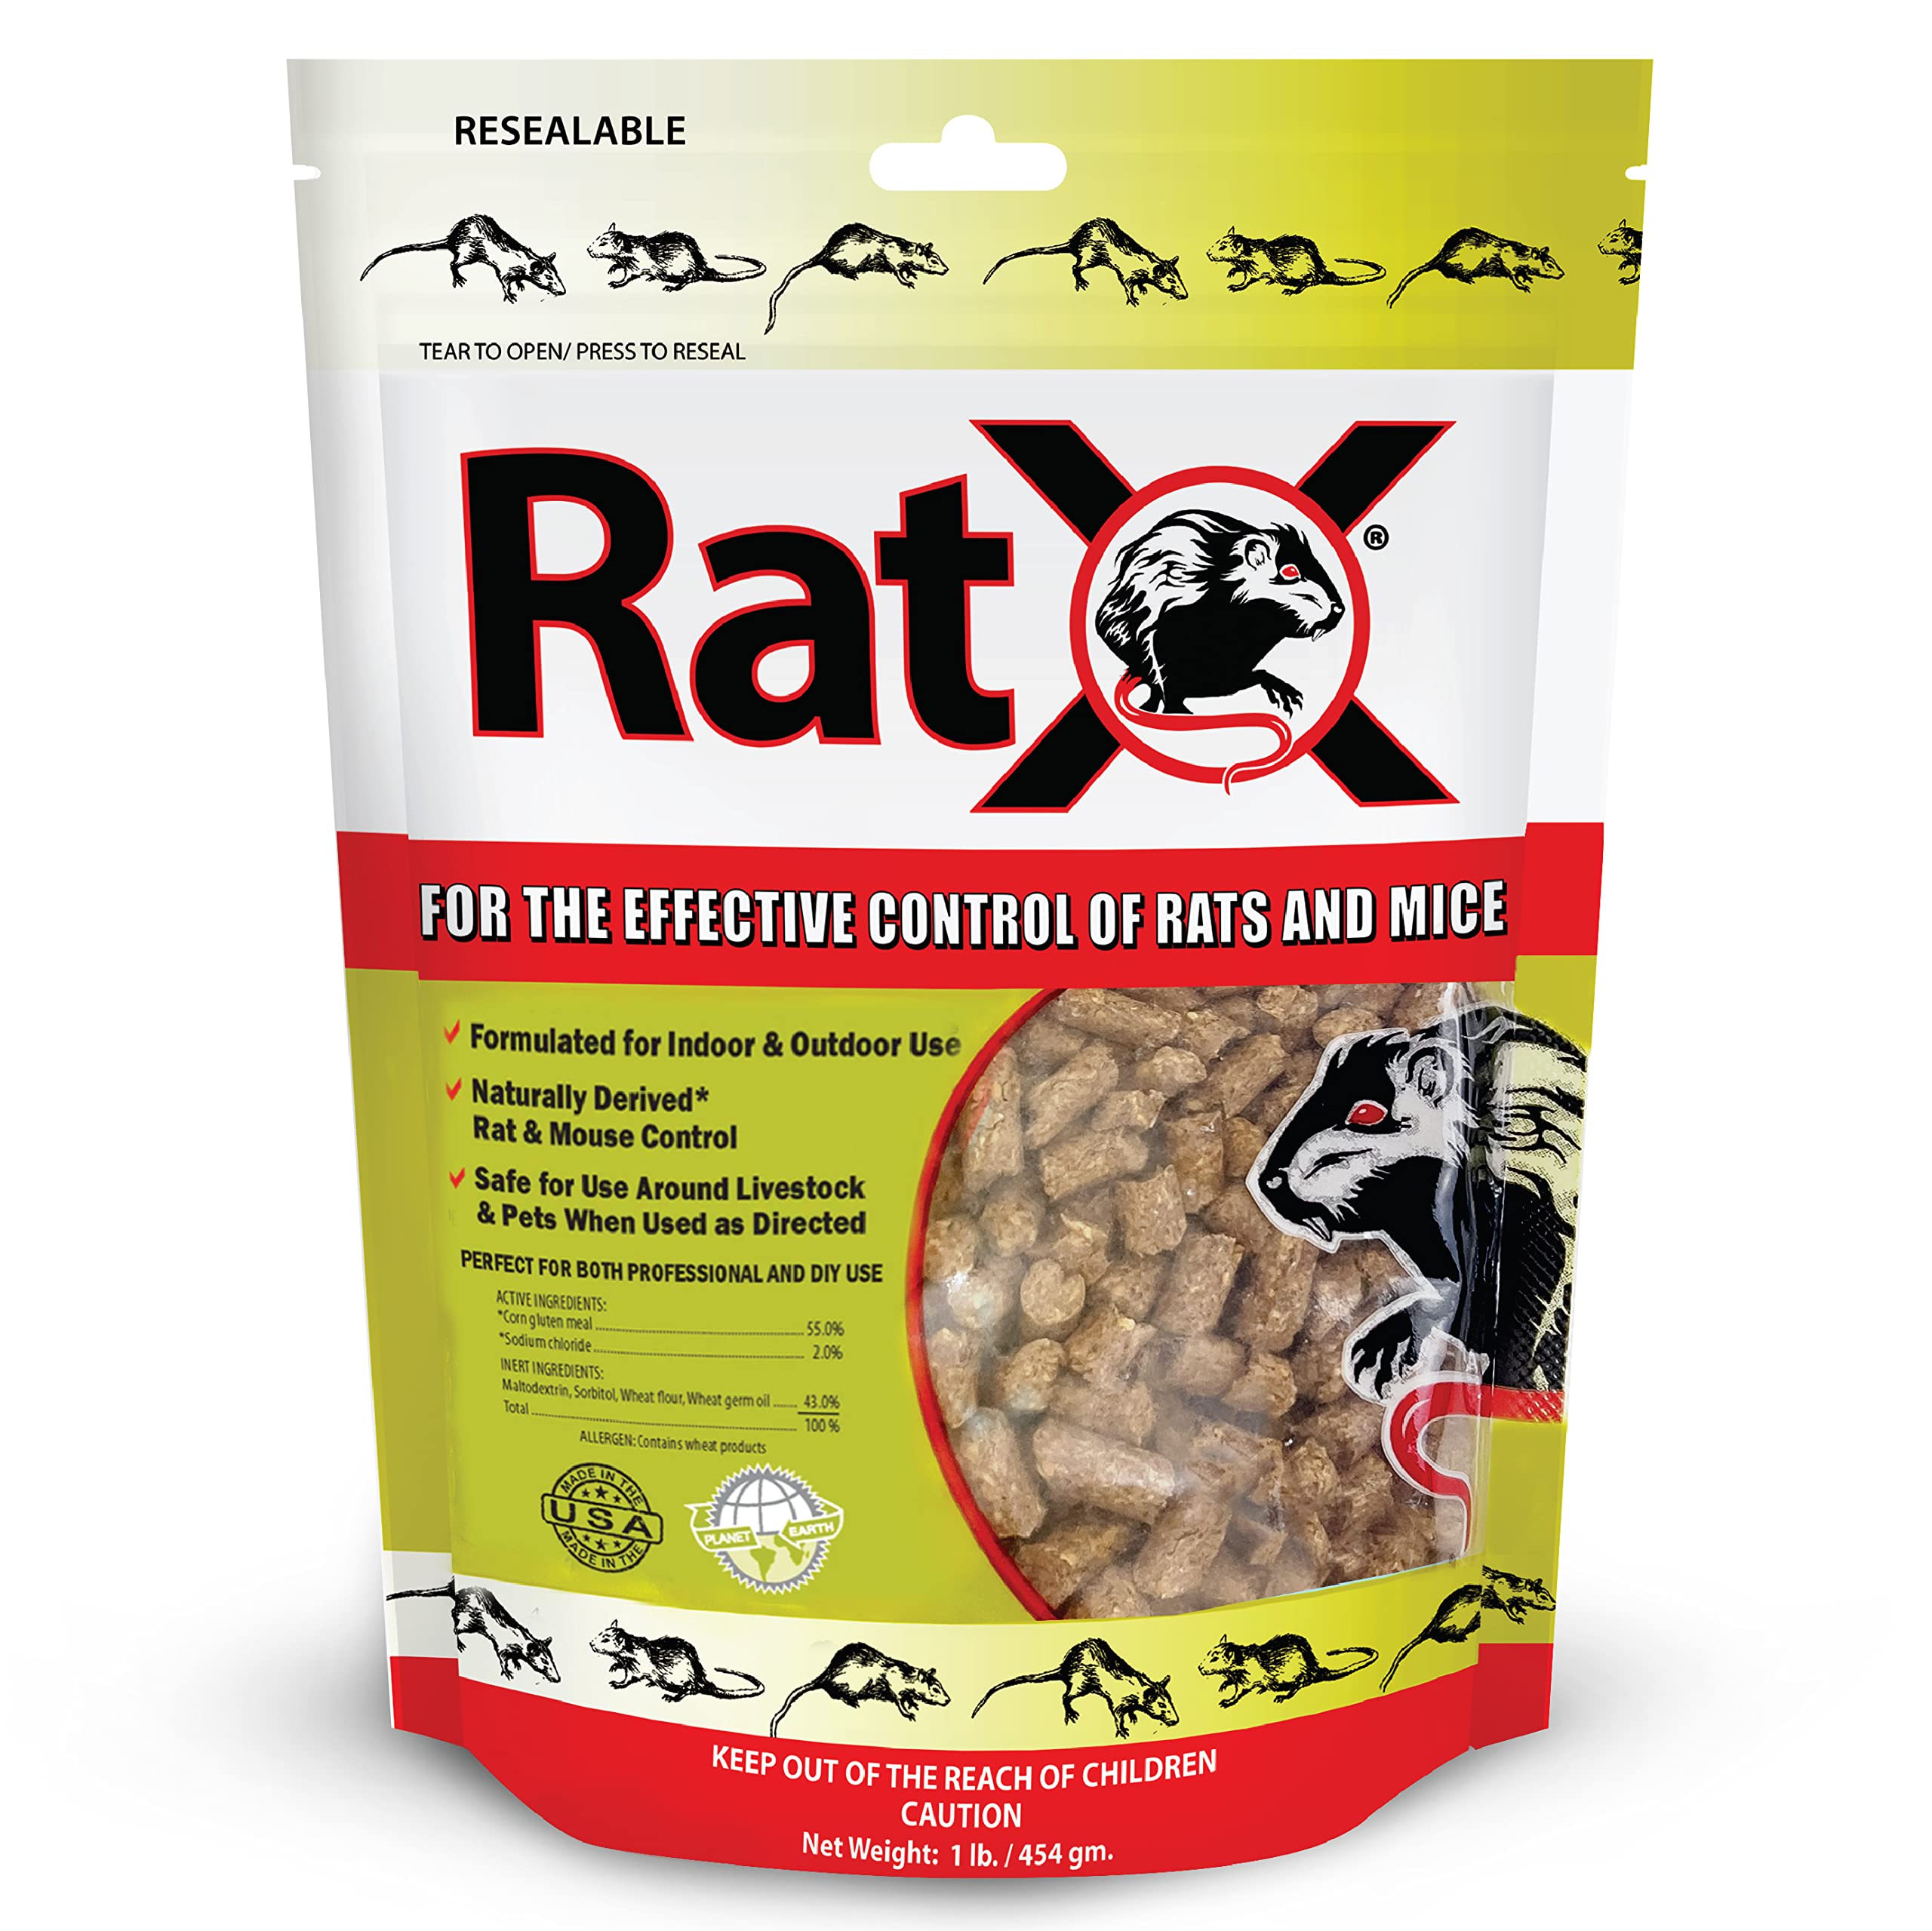 RESEALABLE
TEAR TO OPEN/ PRESS TO RESEAL
RatX®
FOR THE EFFECTIVE CONTROL OF RATS AND MICE
Formulated for Indoor & Outdoor Use
Naturally Derived*
Rat & Mouse Control
Safe for Use Around Livestock
& Pets When Used as Directed
PERFECT FOR BOTH PROFESSIONAL AND DIY USE
ACTIVE INGREDIENTS:
*Corn gluten meal ........ 55.0%
*Sodium chloride ........ 2.0%
INERT INGREDIENTS:
Maltodextrin, Sorbitol, Wheat flour, Wheat germ oil ...... 43.0%
Total ........ 100 %
ALLERGEN: Contains wheat products
MADE IN THE
USA
MADE IN THE
PLANET EARTH
KEEP OUT OF THE REACH OF CHILDREN
CAUTION
Net Weight: 1 lb. / 454 gm.